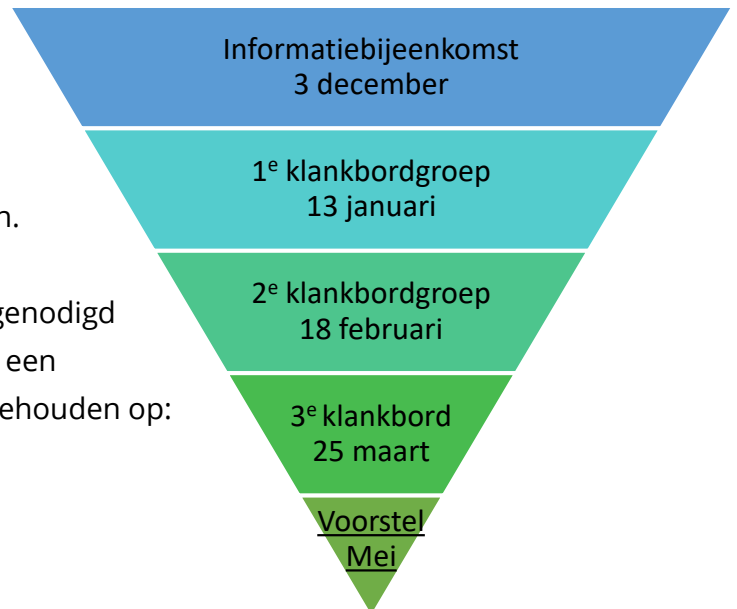 Informatiebijeenkomst
3 december
1e klankbordgroep
13 januari
n.
2e klankbordgroep
18 februari
genodigd
een
ehouden op:
3e klankbord
25 maart
Voorstel
Mei